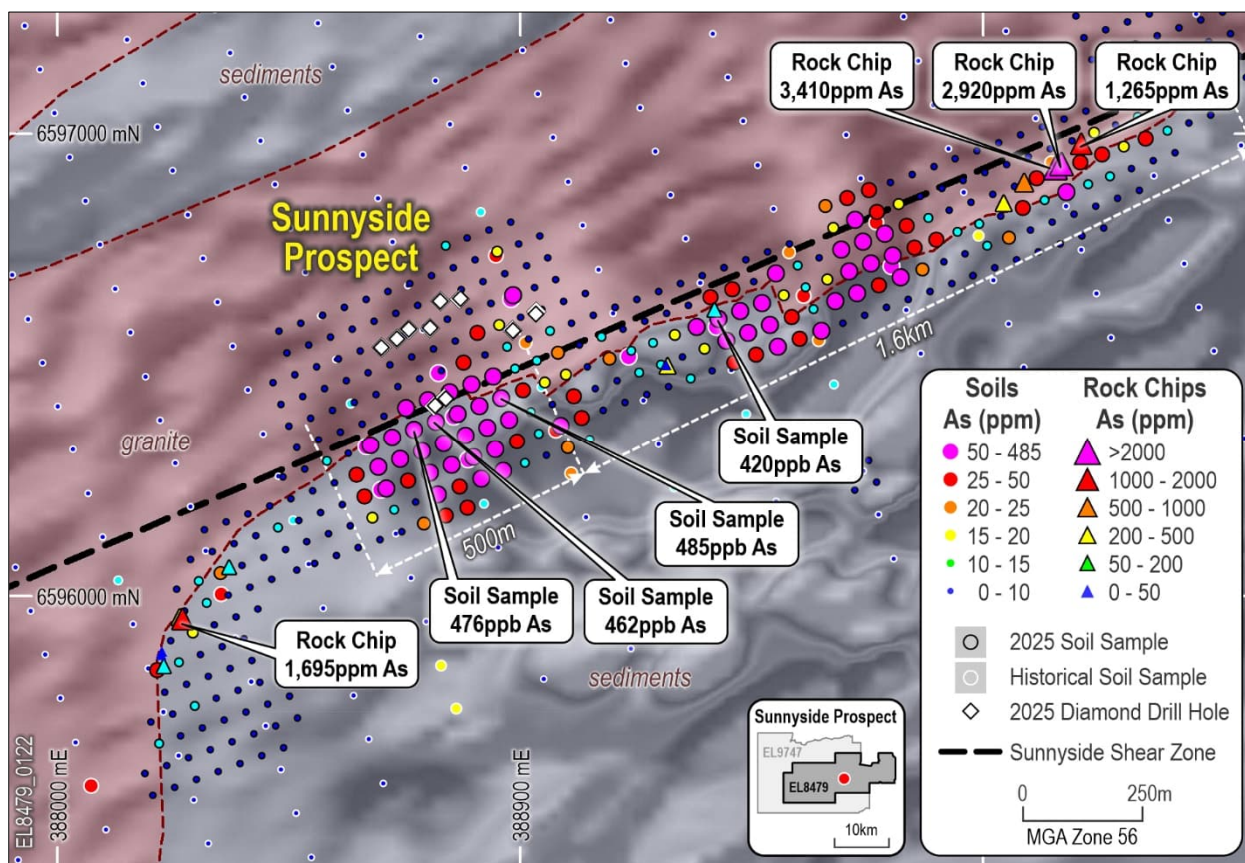 sediments
Rock Chip
3,410ppm As
Rock Chip
2,920ppm As
Rock Chip
1,265ppm As
6597000 mN
Sunnyside
Prospect
granite
1.6km
500m
Soil Sample
420ppb As
Soil Sample
485ppb As
Soil Sample
476ppb As
Soil Sample
462ppb As
6596000 mN
Rock Chip
1,695ppm As
sediments
EL8479_0122
388000 mE
388900 mE
Sunnyside Prospect
EL9747
EL8479
10km
Soils
As (ppm)
50 - 485
25 - 50
20 - 25
15 - 20
10 - 15
0 - 10
Rock Chips
As (ppm)
>2000
1000 - 2000
500 - 1000
200 - 500
50 - 200
0 - 50
2025 Soil Sample
Historical Soil Sample
2025 Diamond Drill Hole
Sunnyside Shear Zone
0 250m
MGA Zone 56